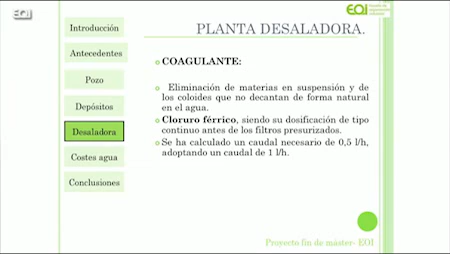 EOI
EOI
Introducción
PLANTA DESALADORA.
Antecedentes
Pozo
Depósitos
Desaladora
Costes agua
Conclusiones
COAGULANTE:
Eliminación de materias en suspensión y de
los coloides que no decantan de forma natural
en el agua.
Cloruro férrico, siendo su dosificación de tipo
continuo antes de los filtros presurizados.
Se ha calculado un caudal necesario de 0,5 l/h,
adoptando un caudal de 1 l/h.
Proyecto fin de máster- EOI